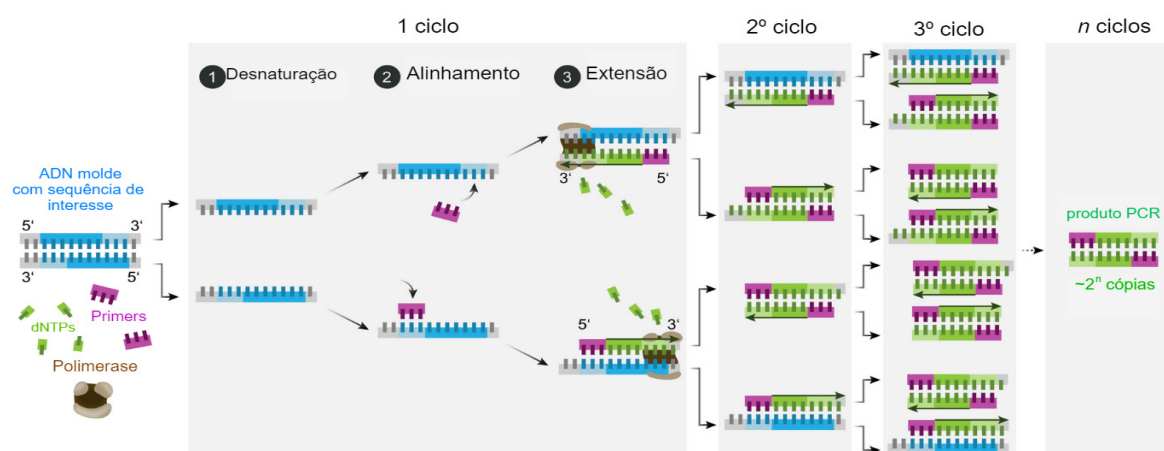 1 ciclo
2º ciclo
3º ciclo
n ciclos
1 Desnaturação
2 Alinhamento
3 Extensão
ADN molde
com sequência de
interesse
5‘ 3‘
3‘ 5‘
Primers
dNTPs
Polimerase
3‘ 5‘
5‘ 3‘
produto PCR
~2ⁿ cópias